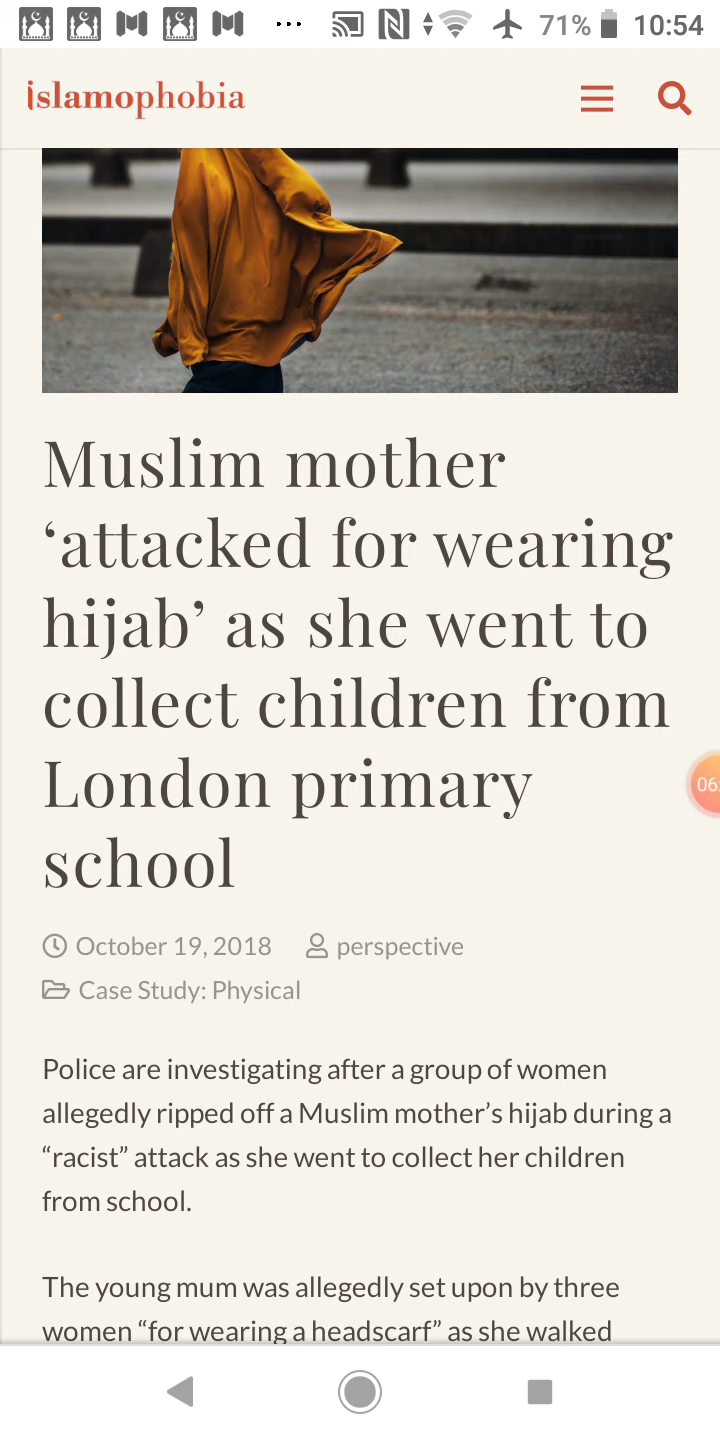 71% 10:54
islamophobia
Muslim mother
‘attacked for wearing
hijab’ as she went to
collect children from
London primary
school
October 19, 2018 perspective
Case Study: Physical
06:
Police are investigating after a group of women
allegedly ripped off a Muslim mother’s hijab during a
“racist” attack as she went to collect her children
from school.
The young mum was allegedly set upon by three
women “for wearing a headscarf” as she walked